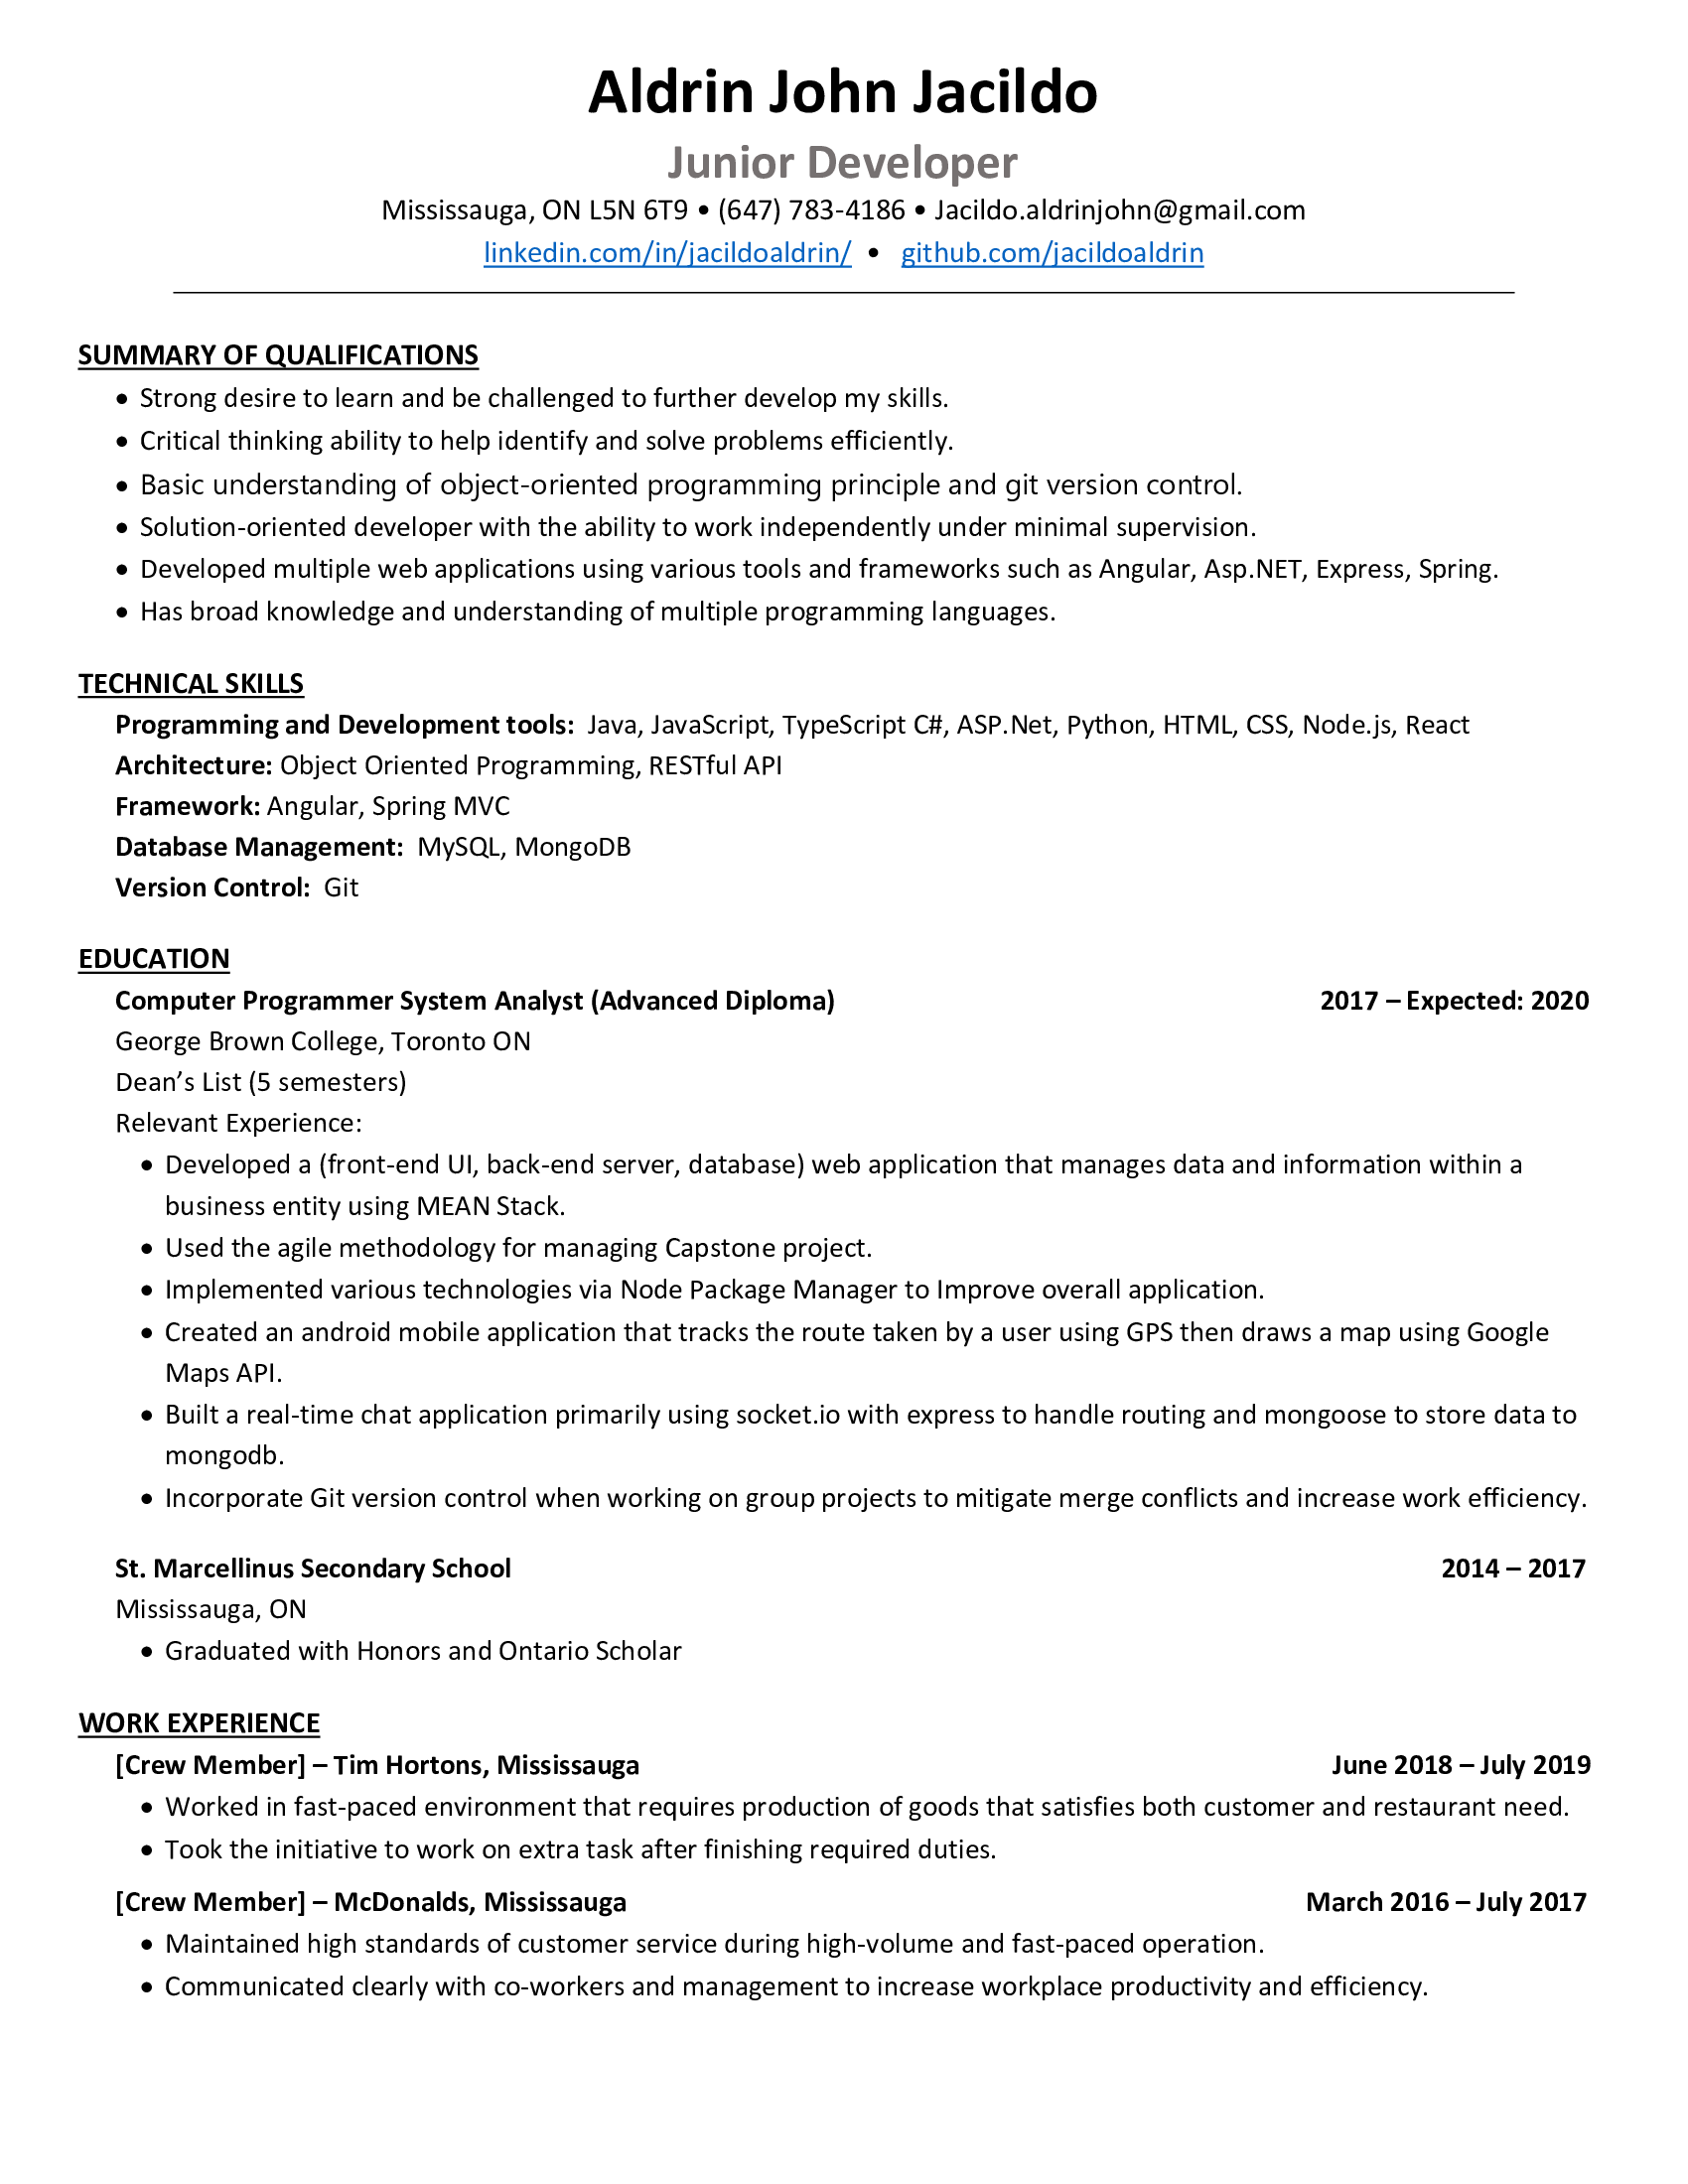 Aldrin John Jacildo
Junior Developer
Mississauga, ON L5N 6T9 • (647) 783-4186 • Jacildo.aldrinjohn@gmail.com
linkedin.com/in/jacildoaldrin/ • github.com/jacildoaldrin
SUMMARY OF QUALIFICATIONS
• Strong desire to learn and be challenged to further develop my skills.
• Critical thinking ability to help identify and solve problems efficiently.
• Basic understanding of object-oriented programming principle and git version control.
• Solution-oriented developer with the ability to work independently under minimal supervision.
• Developed multiple web applications using various tools and frameworks such as Angular, Asp.NET, Express, Spring.
• Has broad knowledge and understanding of multiple programming languages.
TECHNICAL SKILLS
Programming and Development tools: Java, JavaScript, TypeScript C#, ASP.Net, Python, HTML, CSS, Node.js, React
Architecture: Object Oriented Programming, RESTful API
Framework: Angular, Spring MVC
Database Management: MySQL, MongoDB
Version Control: Git
EDUCATION
Computer Programmer System Analyst (Advanced Diploma) 2017 – Expected: 2020
George Brown College, Toronto ON
Dean’s List (5 semesters)
Relevant Experience:
• Developed a (front-end UI, back-end server, database) web application that manages data and information within a
business entity using MEAN Stack.
• Used the agile methodology for managing Capstone project.
• Implemented various technologies via Node Package Manager to Improve overall application.
• Created an android mobile application that tracks the route taken by a user using GPS then draws a map using Google
Maps API.
• Built a real-time chat application primarily using socket.io with express to handle routing and mongoose to store data to
mongodb.
• Incorporate Git version control when working on group projects to mitigate merge conflicts and increase work efficiency.
St. Marcellinus Secondary School 2014 – 2017
Mississauga, ON
• Graduated with Honors and Ontario Scholar
WORK EXPERIENCE
[Crew Member] – Tim Hortons, Mississauga June 2018 – July 2019
• Worked in fast-paced environment that requires production of goods that satisfies both customer and restaurant need.
• Took the initiative to work on extra task after finishing required duties.
[Crew Member] – McDonalds, Mississauga March 2016 – July 2017
• Maintained high standards of customer service during high-volume and fast-paced operation.
• Communicated clearly with co-workers and management to increase workplace productivity and efficiency.